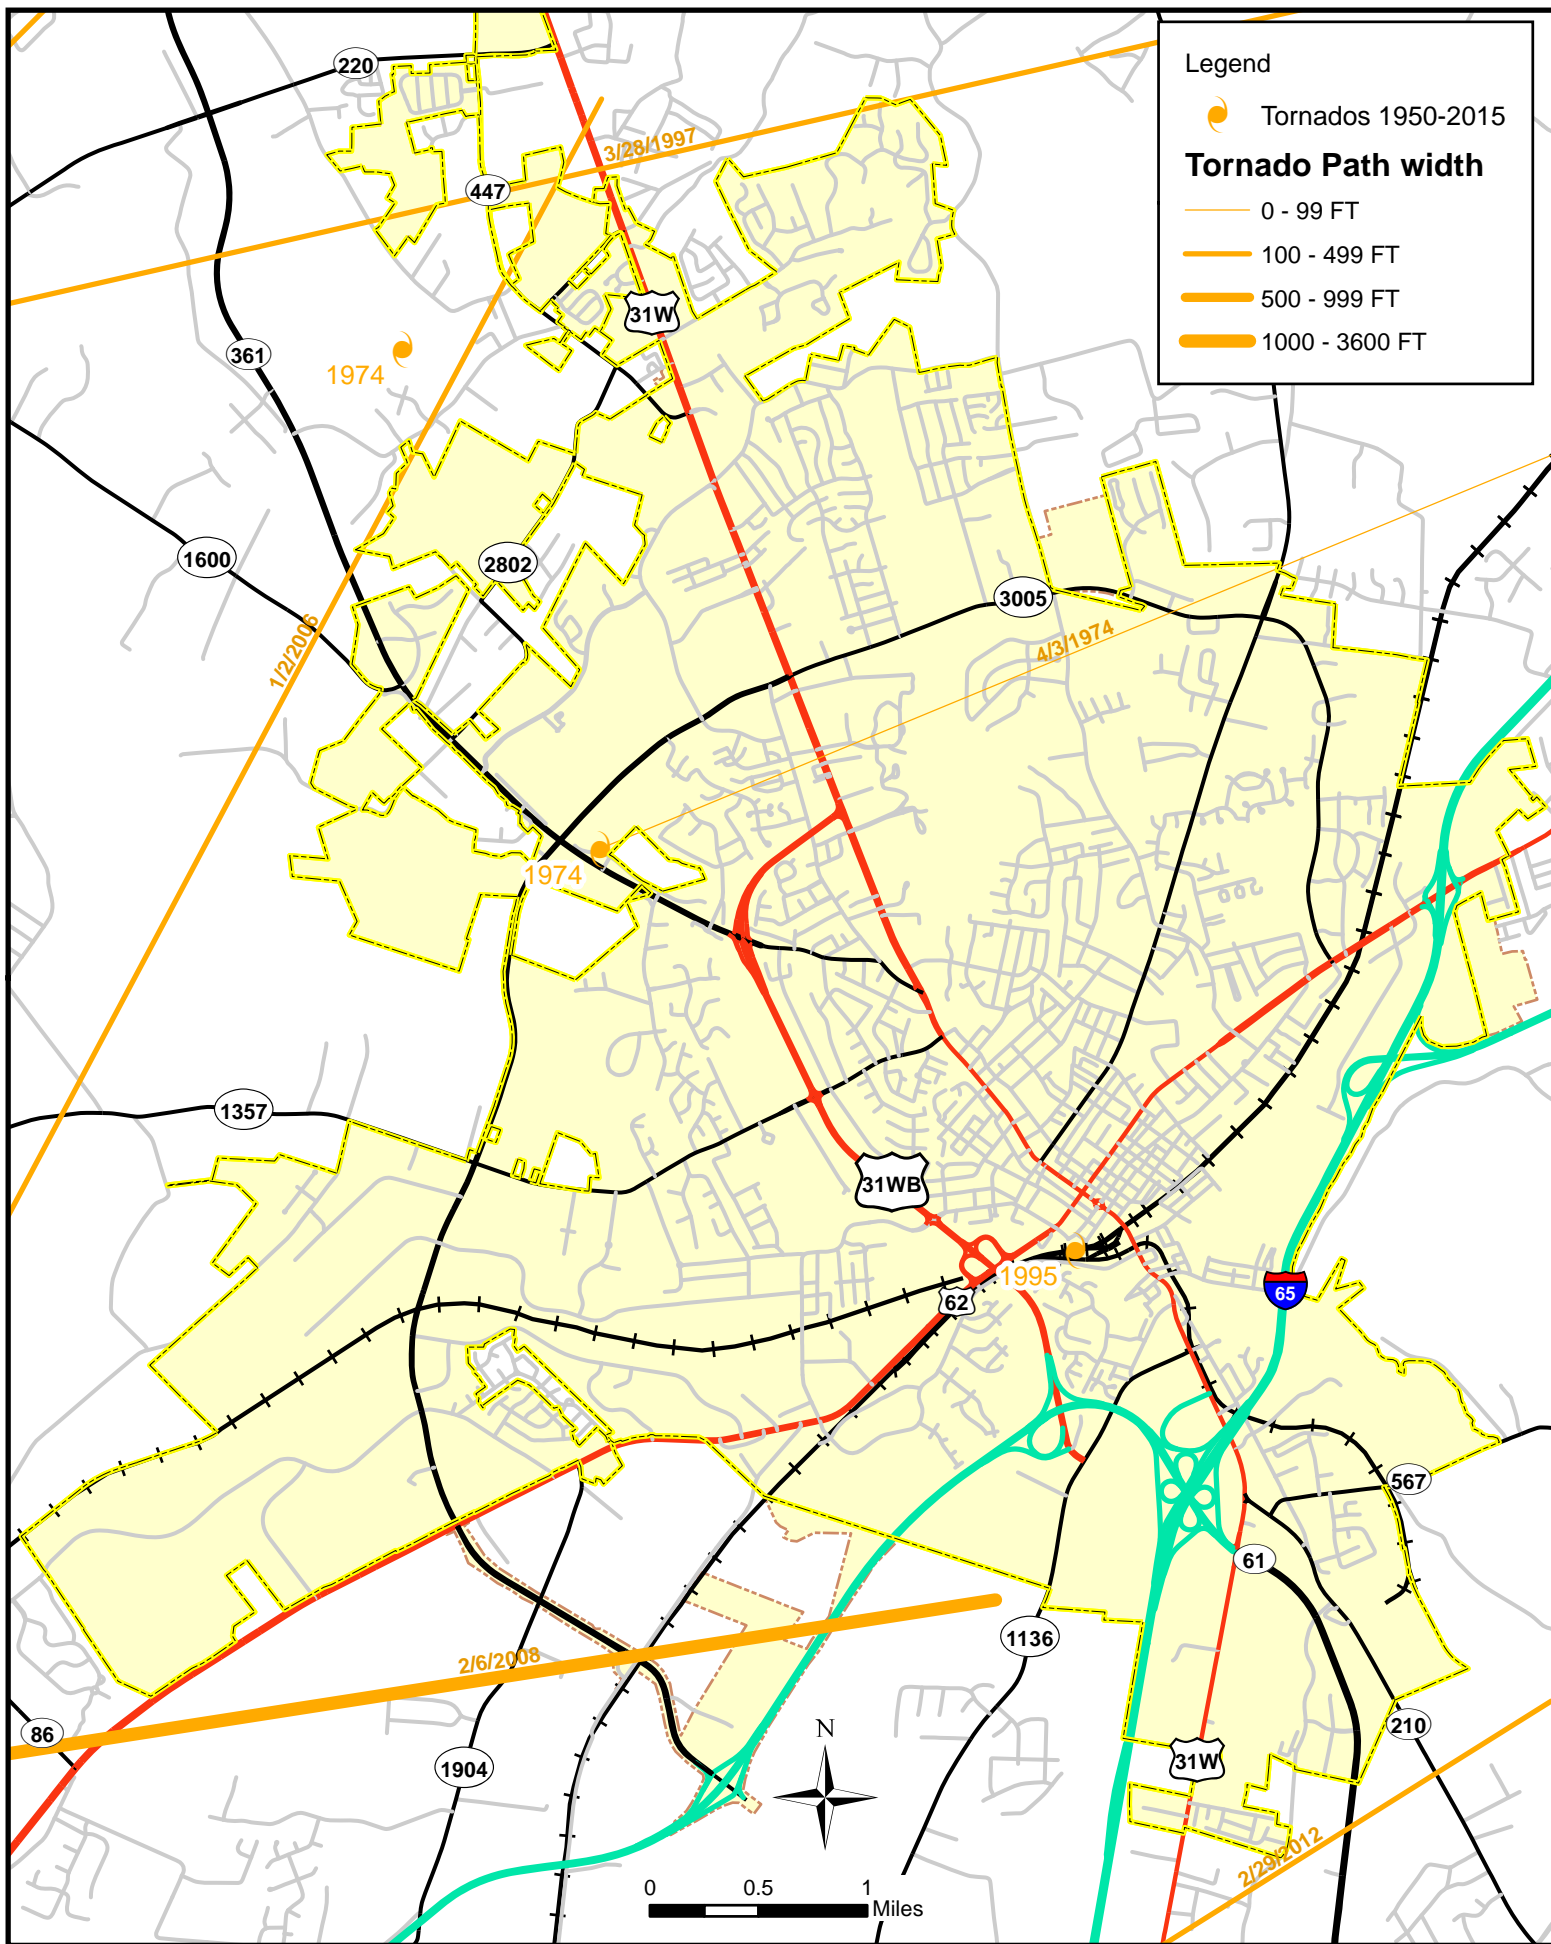 Legend
Tornados 1950-2015
Tornado Path width
0 - 99 FT
100 - 499 FT
500 - 999 FT
1000 - 3600 FT
220
3/28/1997
447
31W
361
1974
1600
2802
3005
1/2/2006
4/3/1974
1974
1357
31WB
1995
65
62
567
61
1136
2/6/2008
210
86
N
31W
1904
2/29/2012
0
0.5
1
Miles